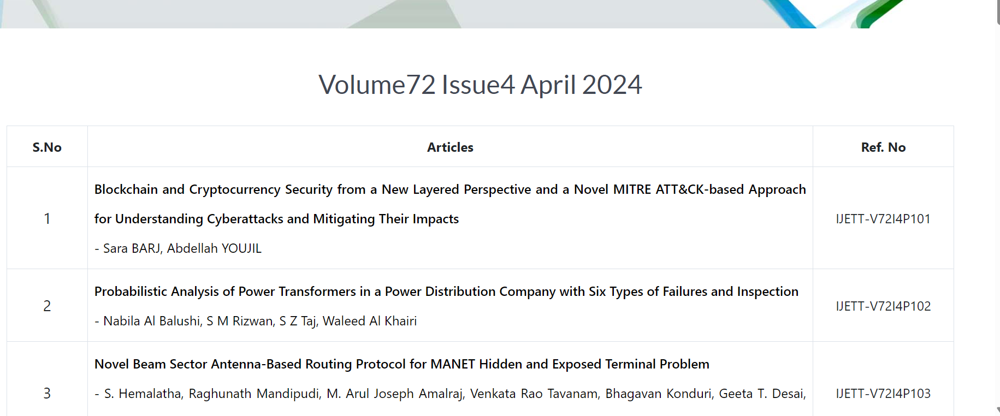 Volume72 Issue4 April 2024
S.No Articles Ref. No
Blockchain and Cryptocurrency Security from a New Layered Perspective and a Novel MITRE ATT&CK-based Approach
1 for Understanding Cyberattacks and Mitigating Their Impacts IJETT-V72I4P101
- Sara BARJ, Abdellah YOUJIL
Probabilistic Analysis of Power Transformers in a Power Distribution Company with Six Types of Failures and Inspection
2 IJETT-V72I4P102
- Nabila Al Balushi, S M Rizwan, S Z Taj, Waleed Al Khairi
Novel Beam Sector Antenna-Based Routing Protocol for MANET Hidden and Exposed Terminal Problem
3 - S. Hemalatha, Raghunath Mandipudi, M. Arul Joseph Amalraj, Venkata Rao Tavanam, Bhagavan Konduri, Geeta T. Desai, IJETT-V72I4P103